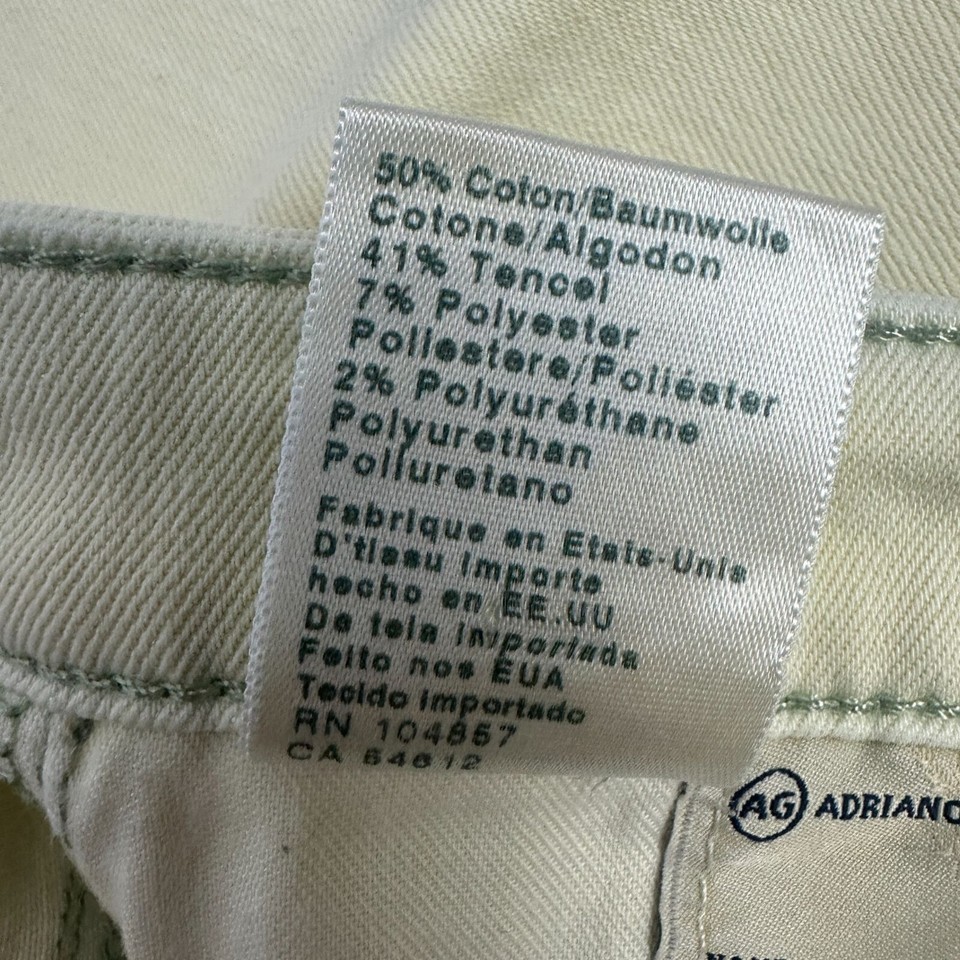 50% Coton/Baumwolle
Cotone/Algodon
41% Tencel
7% Polyester
Poliestere/Poliéster
2% Polyuréthane
Polyurethan
Poliuretano
Fabrique en Etats-Unis
D'tissu importe
hecho en EE.UU
De tela importada
Feito nos EUA
Tecido importado
RN 104857
CA 54612
AG ADRIANO